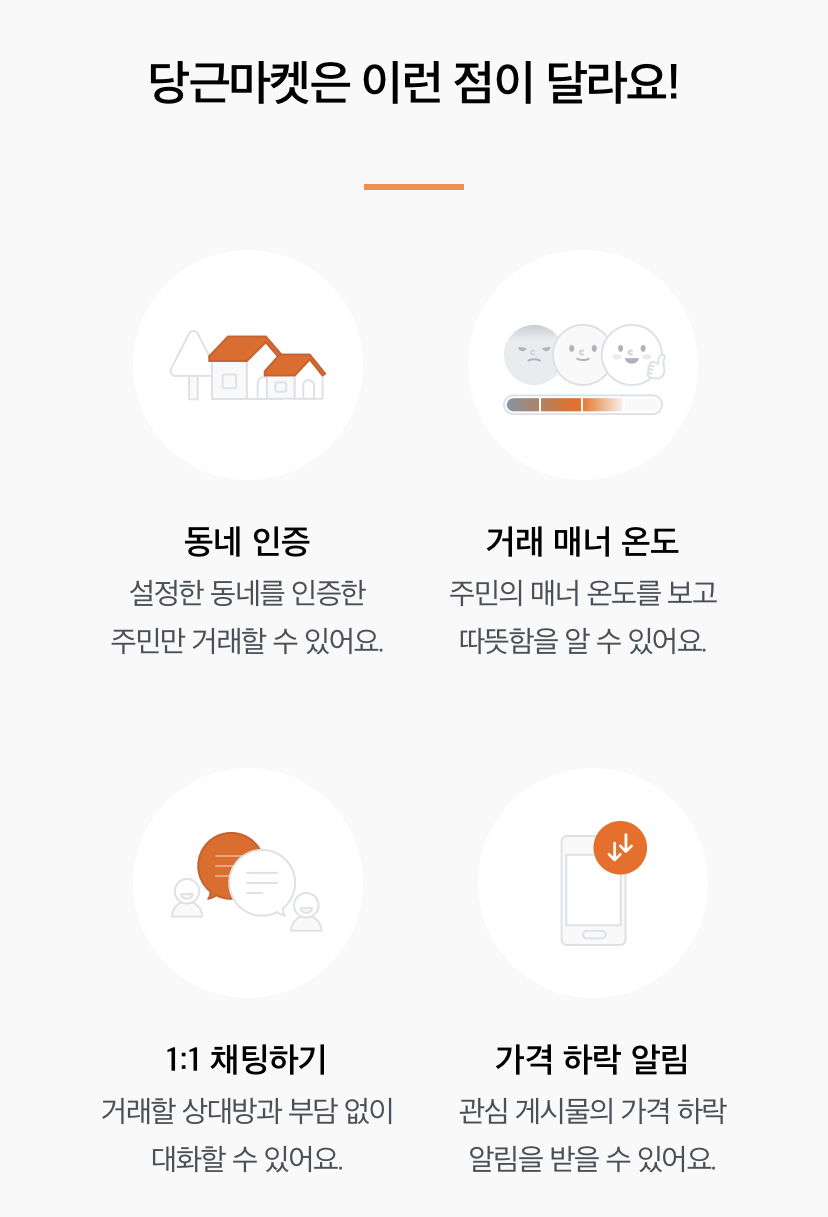 당근마켓은 이런 점이 달라요!
동네 인증
설정한 동네를 인증한
주민만 거래할 수 있어요.
거래 매너 온도
주민의 매너 온도를 보고
따뜻함을 알 수 있어요.
1:1 채팅하기
거래할 상대방과 부담 없이
대화할 수 있어요.
가격 하락 알림
관심 게시물의 가격 하락
알림을 받을 수 있어요.